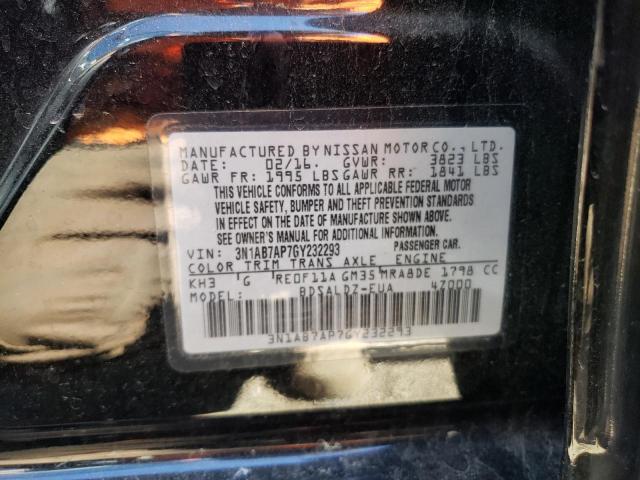 MANUFACTURED BY NISSAN MOTOR CO., LTD.
DATE: 02/16. GVWR: 3823 LBS
GAWR FR: 1995 LBS GAWR RR: 1841 LBS
THIS VEHICLE CONFORMS TO ALL APPLICABLE FEDERAL MOTOR
VEHICLE SAFETY, BUMPER AND THEFT PREVENTION STANDARDS
IN EFFECT ON THE DATE OF MANUFACTURE SHOWN ABOVE.
SEE OWNER'S MANUAL FOR ADDITIONAL INFORMATION.
VIN: 3N1AB7AP7GY232293 PASSENGER CAR.
COLOR TRIM TRANS AXLE ENGINE
KH3 'G RE0F11A GM35 MRA8DE 1798 CC
MODEL: BDSALDZ-EUA 4Z000
3N1AB7AP7GY232293